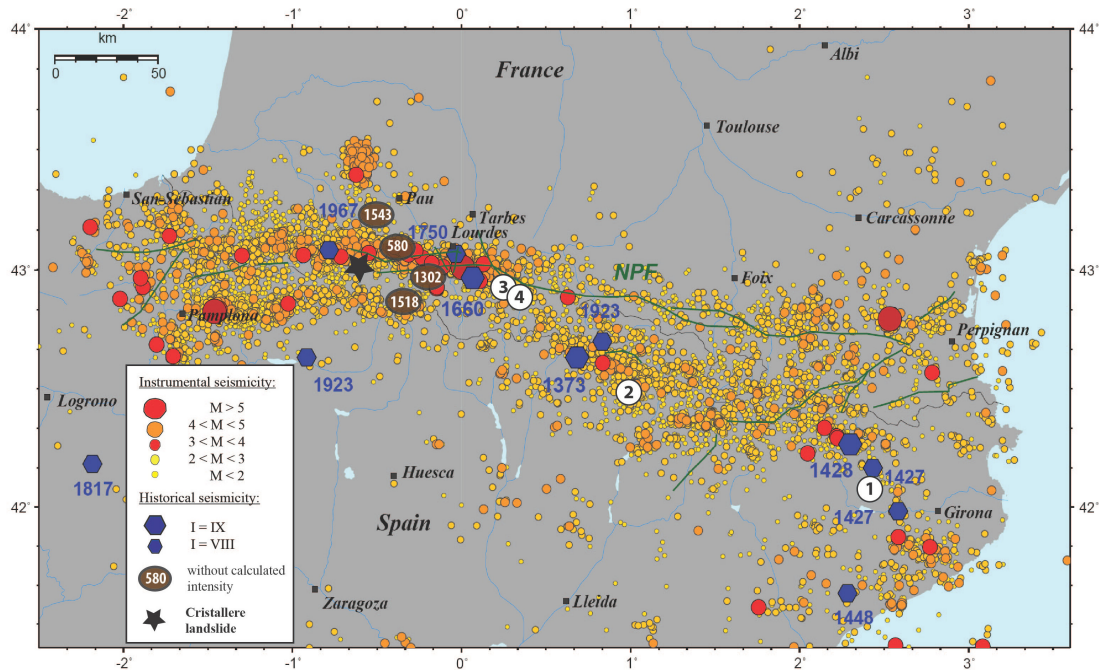 -2° -1° 0° 1° 2° 3°
44° 44°
km
0 50
France
Albi
Toulouse
San-Sebastian
1967
1543
Pau
Tarbes
Carcassonne
1750
Lourdes
580
43° 43°
1302
NPF
Foix
3
4
1518
1660
1923
Pamplona
Perpignan
1923
1373
2
Instrumental seismicity:
M > 5
4 < M < 5
3 < M < 4
2 < M < 3
M < 2
Historical seismicity:
I = IX
I = VIII
580 without calculated
intensity
Cristallere
landslide
Logrono
1817
Huesca
1428
1427
1
42° 42°
Spain
1427
Girona
Zaragoza
Lleida
1448
-2° -1° 0° 1° 2° 3°